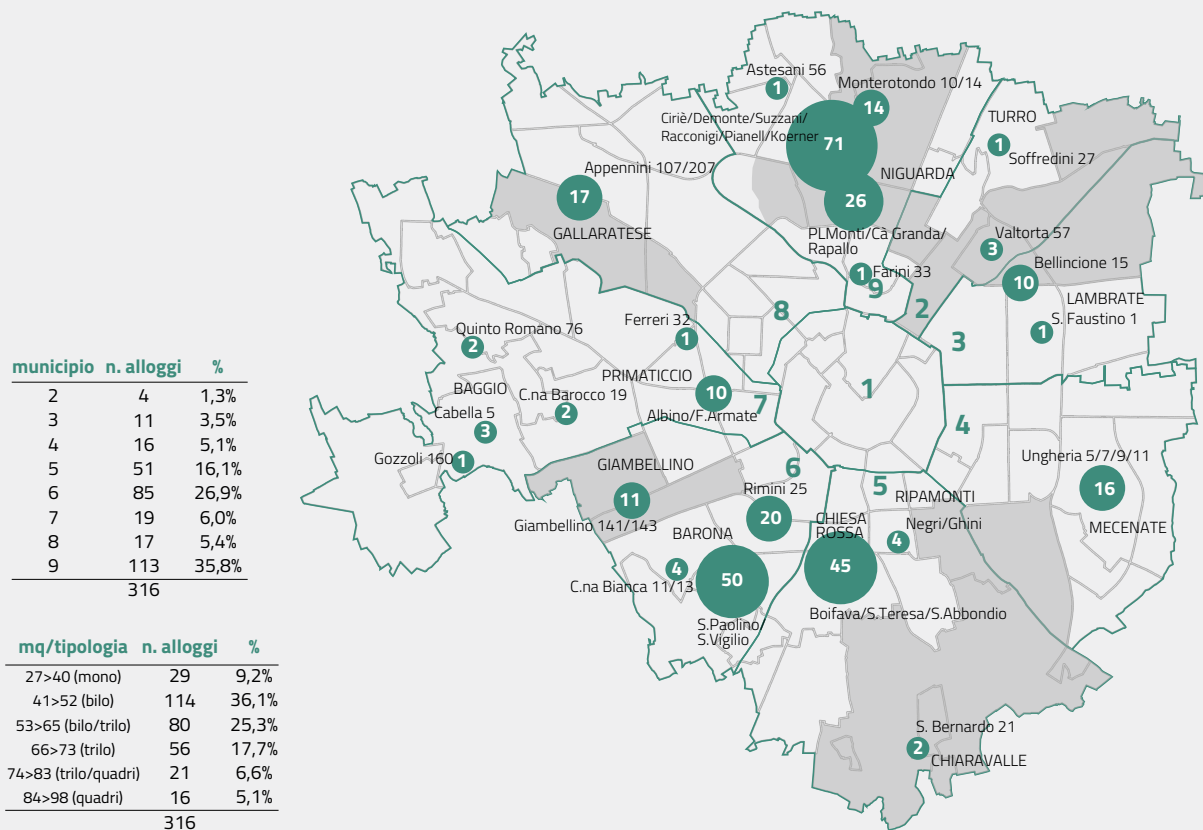 Astesani 56
1
Monterotondo 10/14
14
Ciriè/Demonte/Suzzani/
Racconigi/Pianell/Koerner
71
TURRO
1
Soffredini 27
Appennini 107/207
17
GALLARATESE
NIGUARDA
26
Pl.Monti/Cà Granda/
Rapallo
Valtorta 57
3
Bellincione 15
10
1
Farini 33
9
2
8
LAMBRATE
S. Faustino 1
1
3
Ferreri 32
1
Quinto Romano 76
2
PRIMATICCIO
1
BAGGIO
C.na Barocco 19
2
10
7
Albino/F.Armate
Cabella 5
3
4
Gozzoli 160
1
GIAMBELLINO
6
Ungheria 5/7/9/11
16
MECENATE
11
Giambellino 141/143
Rimini 25
20
5
RIPAMONTI
CHIESA
ROSSA
Negri/Ghini
4
BARONA
4
C.na Bianca 11/13
50
S.Paolino/
S.Vigilio
45
Boifava/S.Teresa/S.Abbondio
S. Bernardo 21
2
CHIARAVALLE
municipio n. alloggi %
2 4 1,3%
3 11 3,5%
4 16 5,1%
5 51 16,1%
6 85 26,9%
7 19 6,0%
8 17 5,4%
9 113 35,8%
316
mq/tipologia n. alloggi %
27>40 (mono) 29 9,2%
41>52 (bilo) 114 36,1%
53>65 (bilo/trilo) 80 25,3%
66>73 (trilo) 56 17,7%
74>83 (trilo/quadri) 21 6,6%
84>98 (quadri) 16 5,1%
316